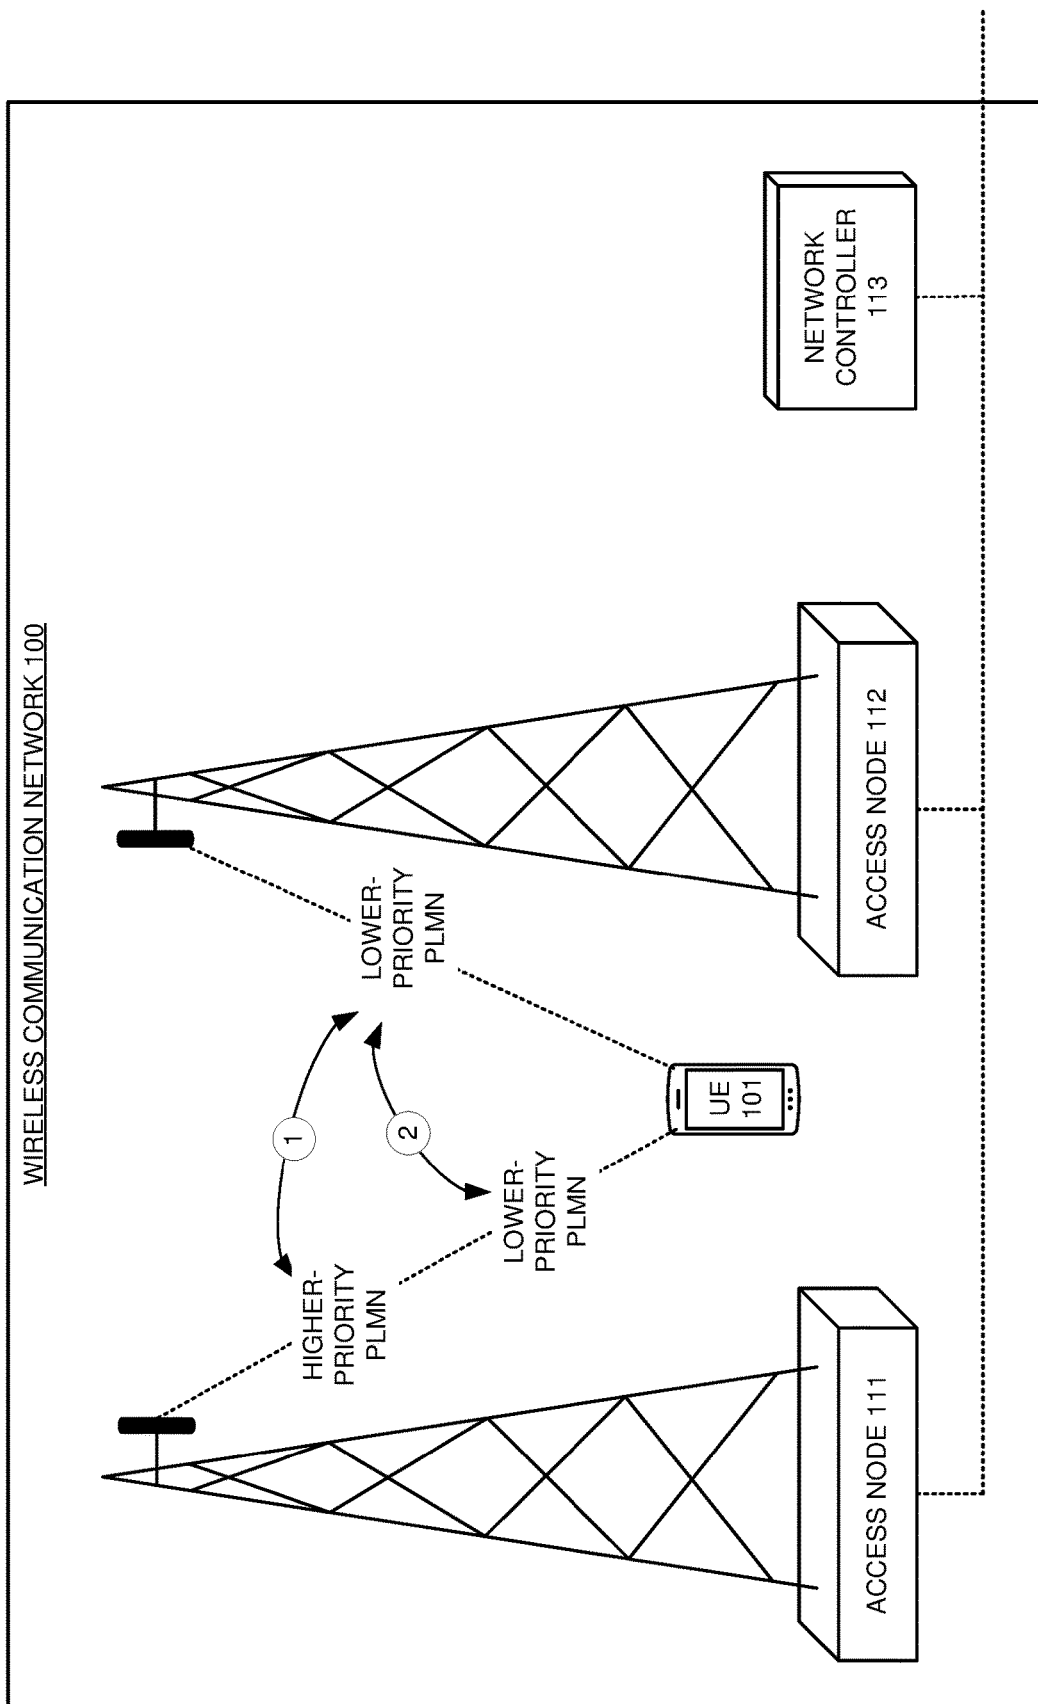 WIRELESS COMMUNICATION NETWORK 100
HIGHER-
PRIORITY
PLMN
1
LOWER-
PRIORITY
PLMN
2
LOWER-
PRIORITY
PLMN
UE
101
ACCESS NODE 111
ACCESS NODE 112
NETWORK
CONTROLLER
113